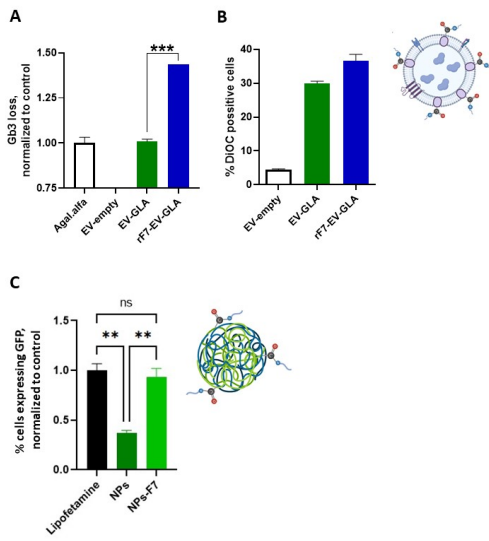 A
Gb3 loss,
normalized to control
1.50
1.25
1.00
0.75
***
Agal.alfa
EV-empty
EV-GLA
rF7-EV-GLA
B
% DiOC possitive cells
40
30
20
10
0
EV-empty
EV-GLA
rF7-EV-GLA
C
% cells expressing GFP,
normalized to control
1.5
1.0
0.5
0.0
ns
** **
Lipofetamine
NPs
NPs-F7